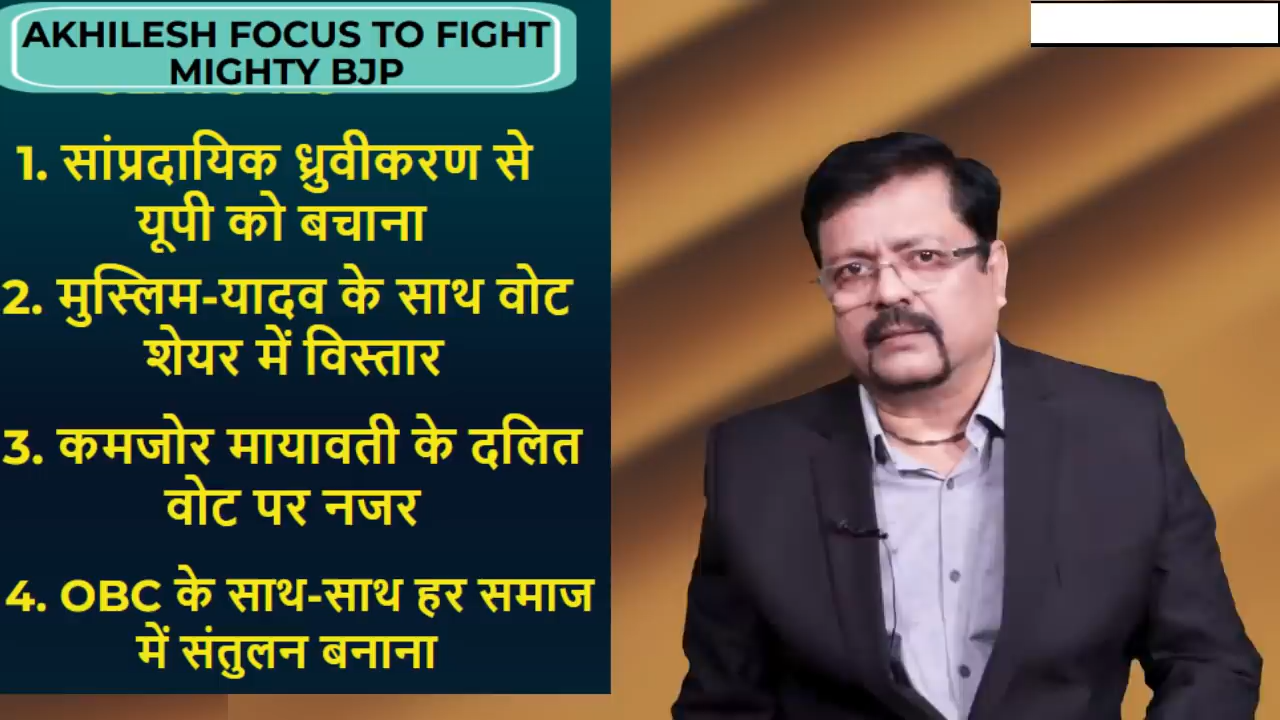 AKHILESH FOCUS TO FIGHT
MIGHTY BJP
1. सांप्रदायिक ध्रुवीकरण से
यूपी को बचाना
2. मुस्लिम-यादव के साथ वोट
शेयर में विस्तार
3. कमजोर मायावती के दलित
वोट पर नजर
4. OBC के साथ-साथ हर समाज
में संतुलन बनाना